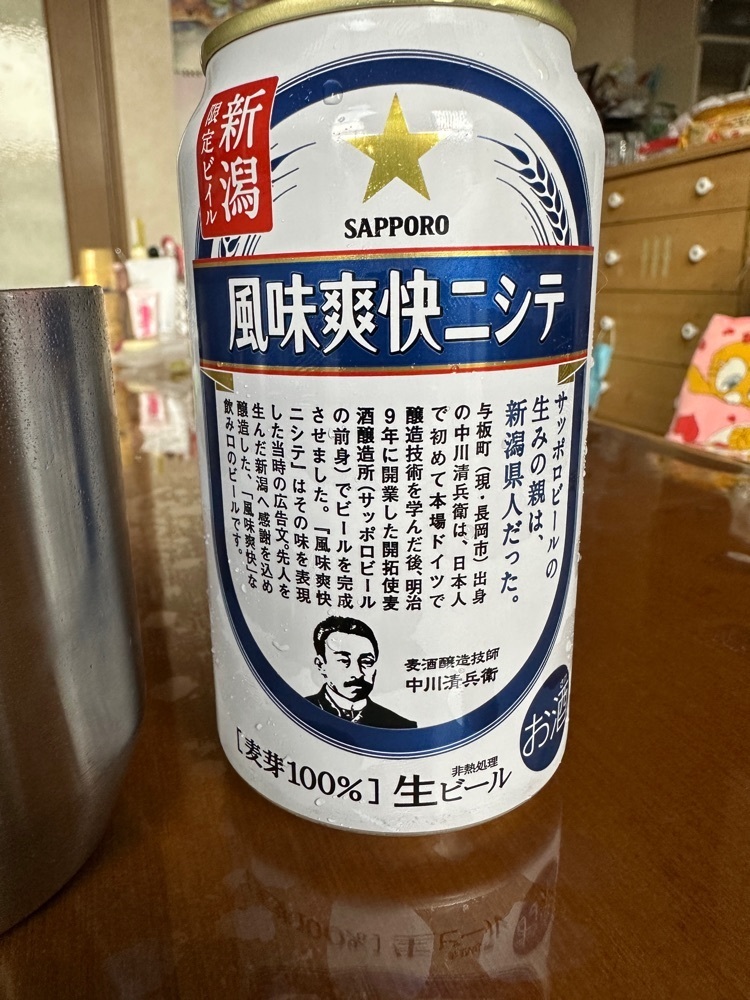 新潟
限定ビイル
SAPPORO
風味爽快ニシテ
サッポロビールの
生みの親は、
新潟県人だった。
与板町（現・長岡市）出身
の中川清兵衛は、日本人
で初めて本場ドイツで
醸造技術を学んだ後、明治
9年に開業した開拓使麦
酒醸造所（サッポロビール
の前身）でビールを完成
させました。「風味爽快
ニシテ」はその味を表現
した当時の広告文。先人を
生んだ新潟へ感謝を込め
醸造した、「風味爽快」な
飲み口のビールです。
麦酒醸造技師
中川清兵衛
お酒
［麦芽100%］生ビール
非熱処理